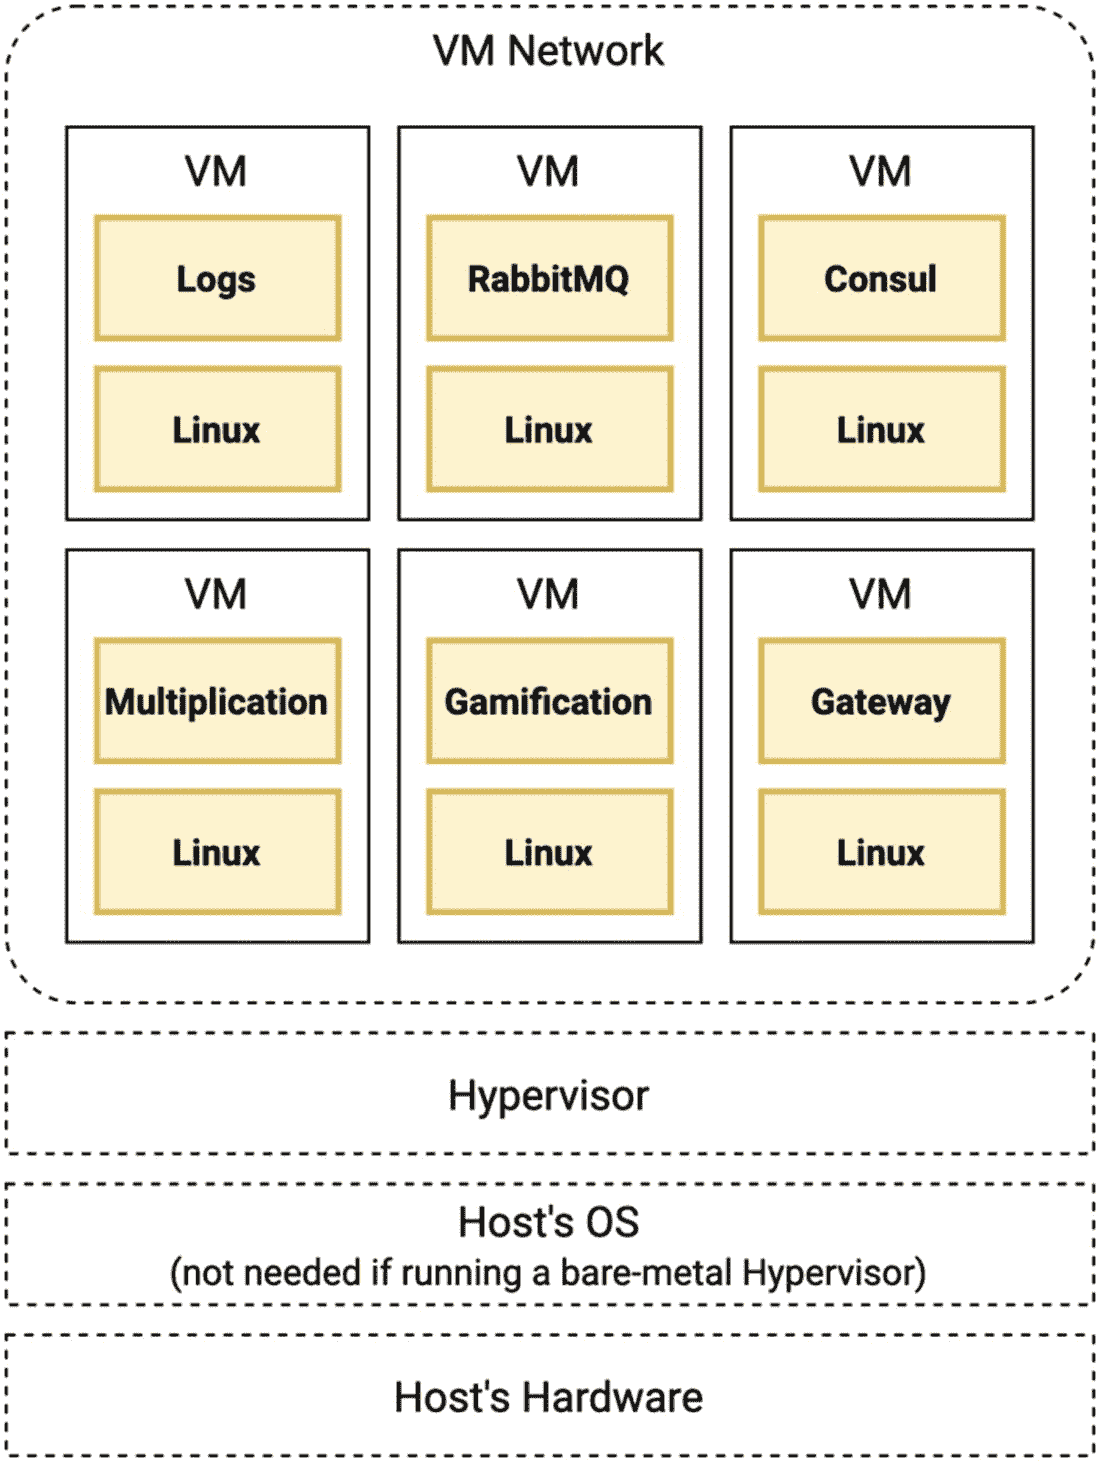 VM Network
VM
Logs
Linux
VM
RabbitMQ
Linux
VM
Consul
Linux
VM
Multiplication
Linux
VM
Gamification
Linux
VM
Gateway
Linux
Hypervisor
Host's OS
(not needed if running a bare-metal Hypervisor)
Host's Hardware